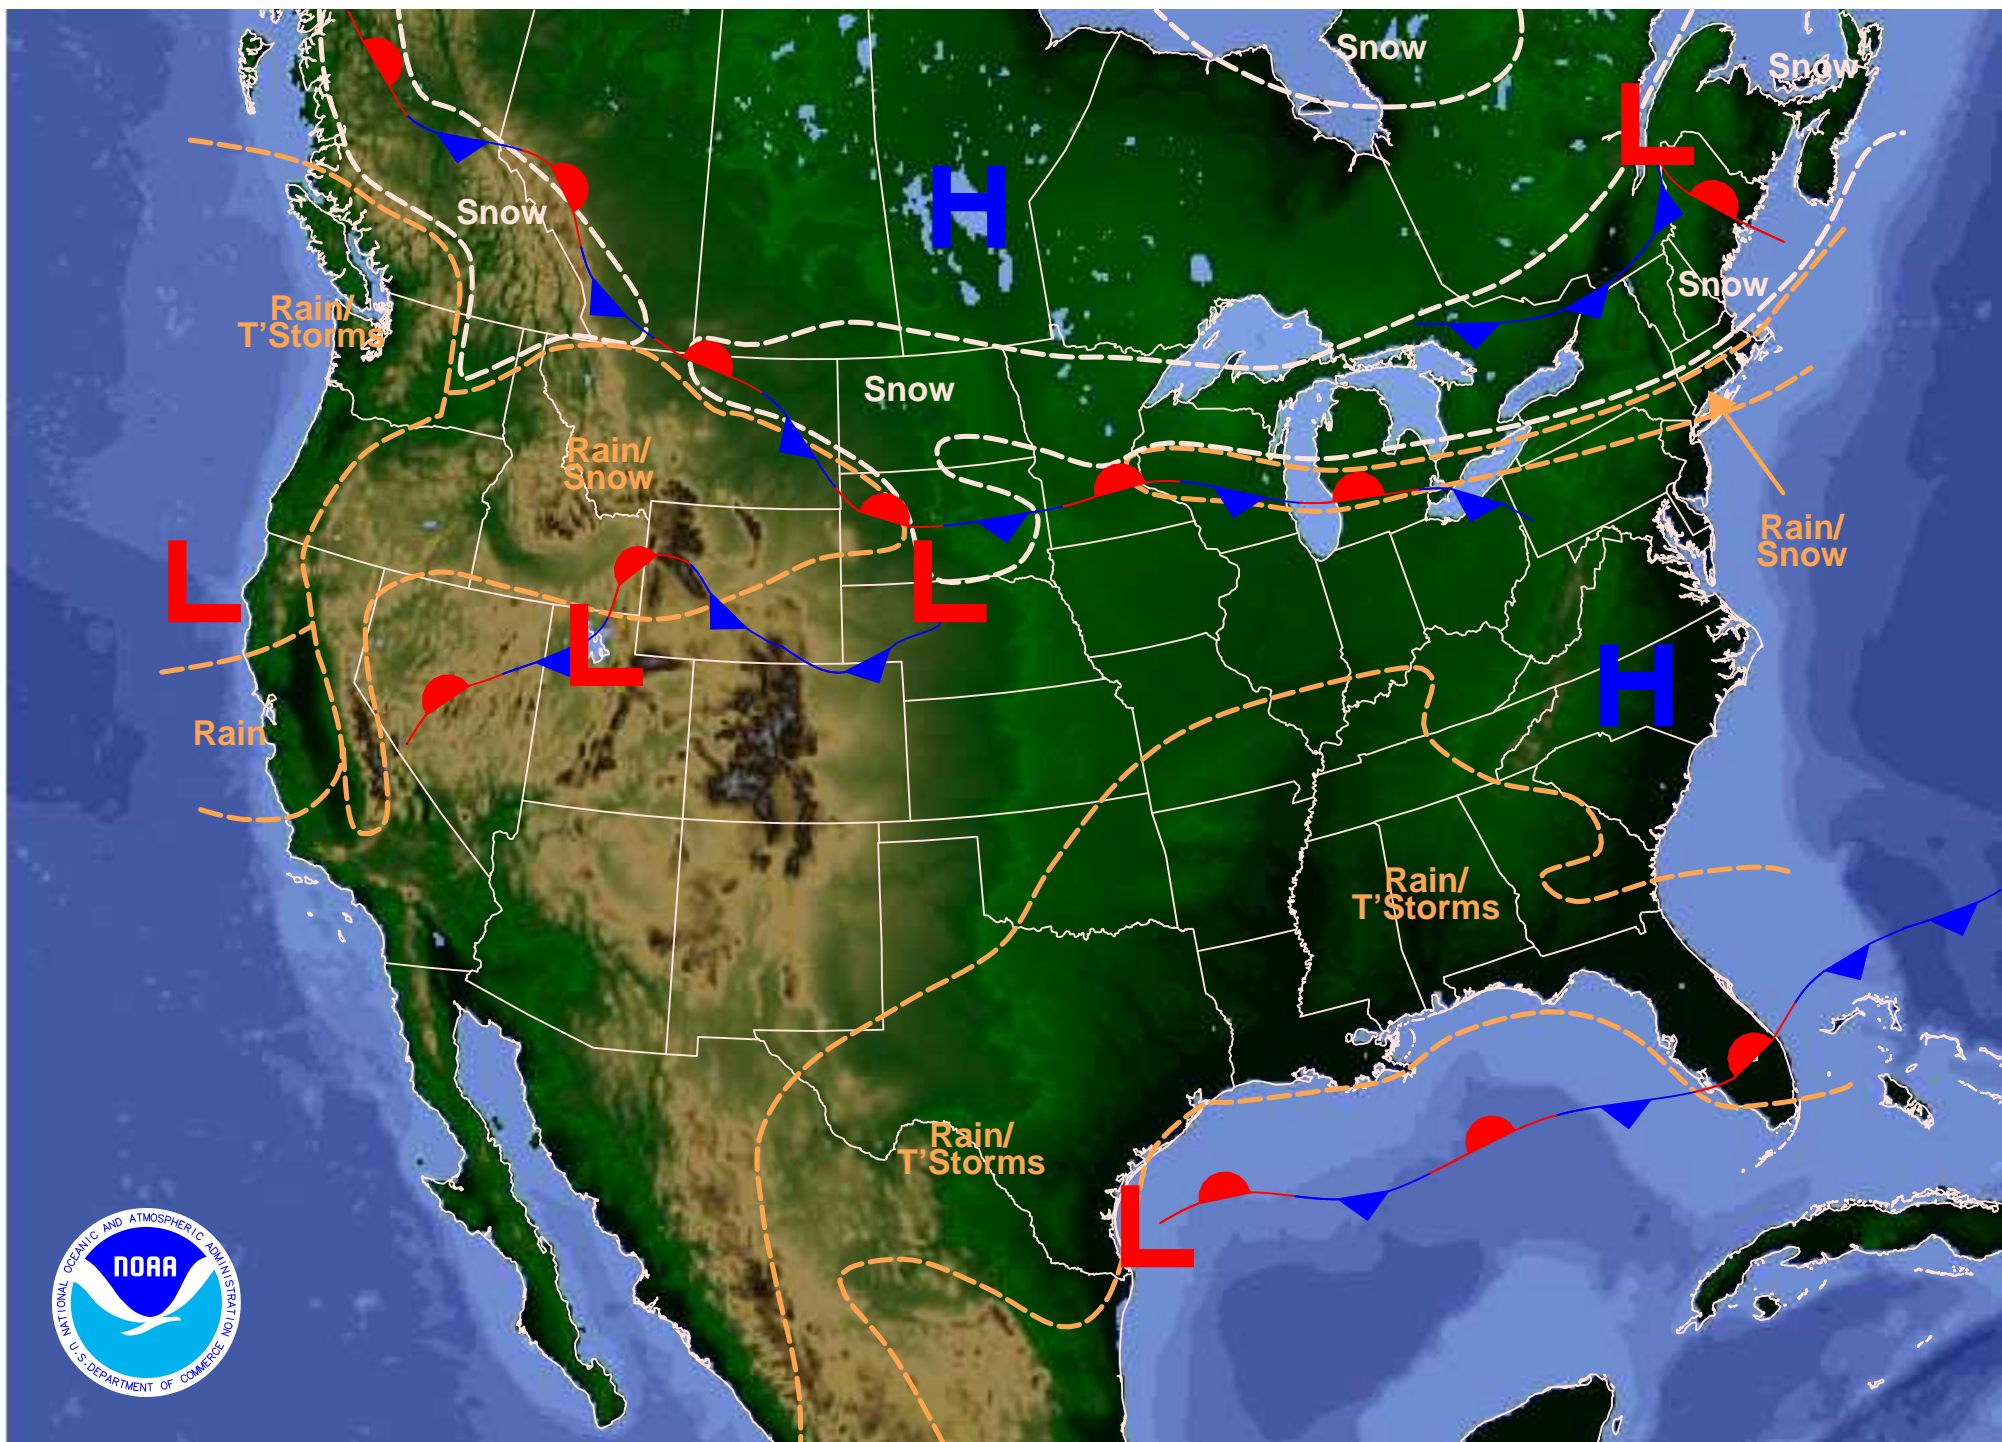 Snow
Snow
L
H
Snow
Snow
Rain/
T'Storms
Snow
Rain/
Snow
Rain/
Snow
L
L
L
H
Rain
Rain/
T'Storms
Rain/
T'Storms
L
NATIONAL OCEANIC AND ATMOSPHERIC ADMINISTRATION
NOAA
U.S. DEPARTMENT OF COMMERCE